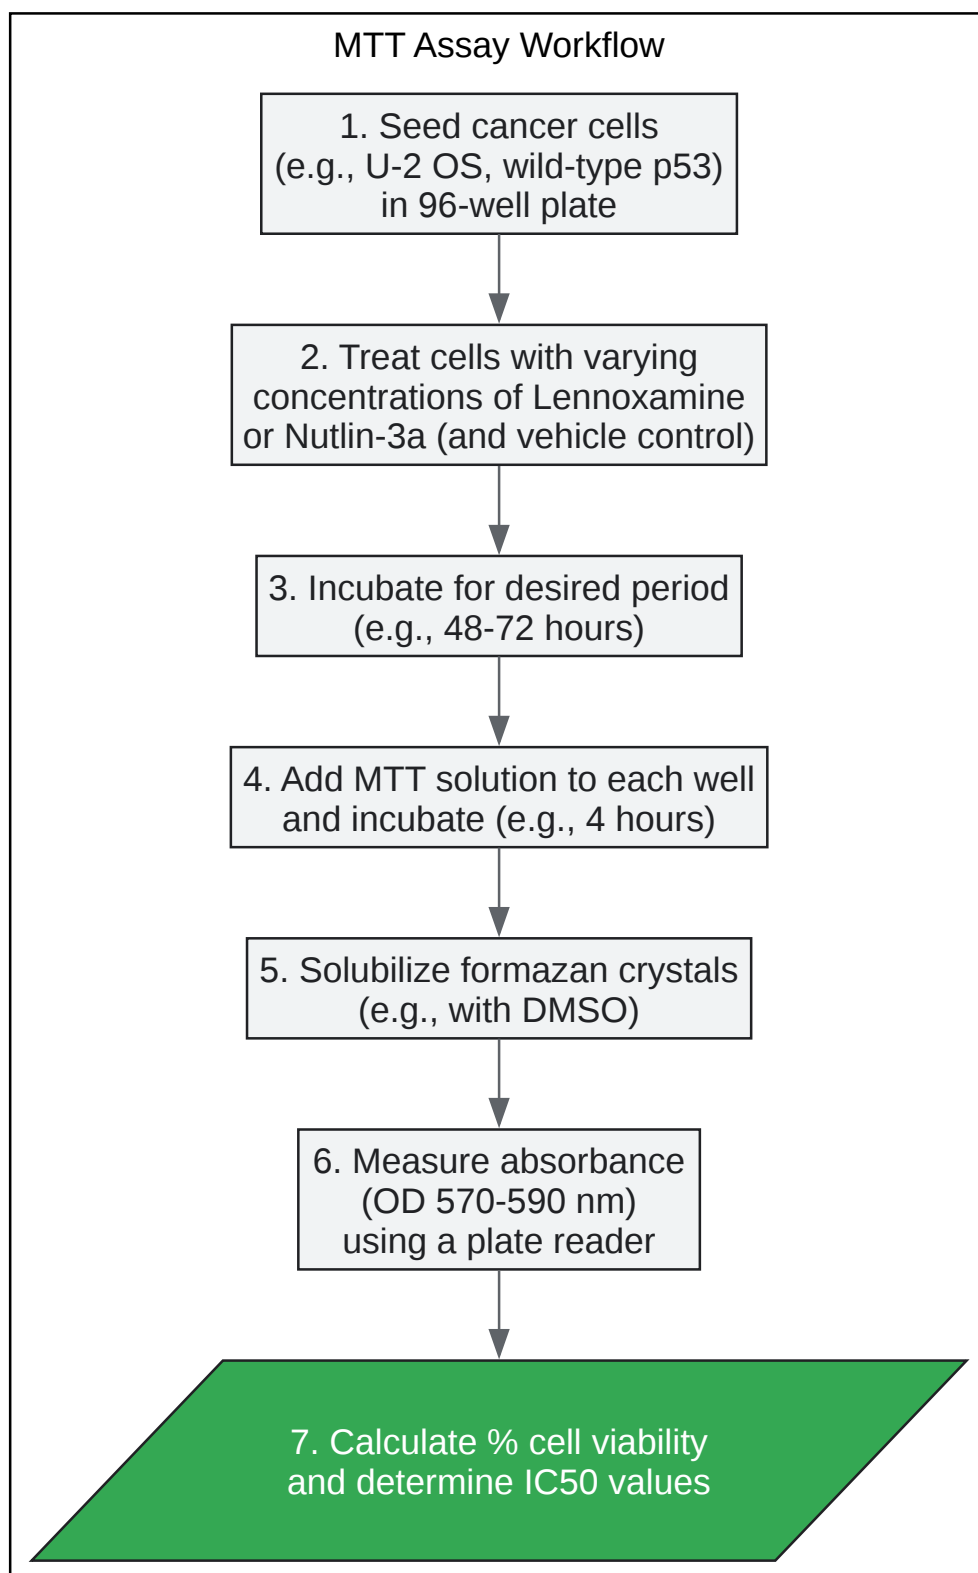 MTT Assay Workflow
1. Seed cancer cells
(e.g., U-2 OS, wild-type p53)
in 96-well plate
2. Treat cells with varying
concentrations of Lennoxamine
or Nutlin-3a (and vehicle control)
3. Incubate for desired period
(e.g., 48-72 hours)
4. Add MTT solution to each well
and incubate (e.g., 4 hours)
5. Solubilize formazan crystals
(e.g., with DMSO)
6. Measure absorbance
(OD 570-590 nm)
using a plate reader
7. Calculate % cell viability
and determine IC50 values